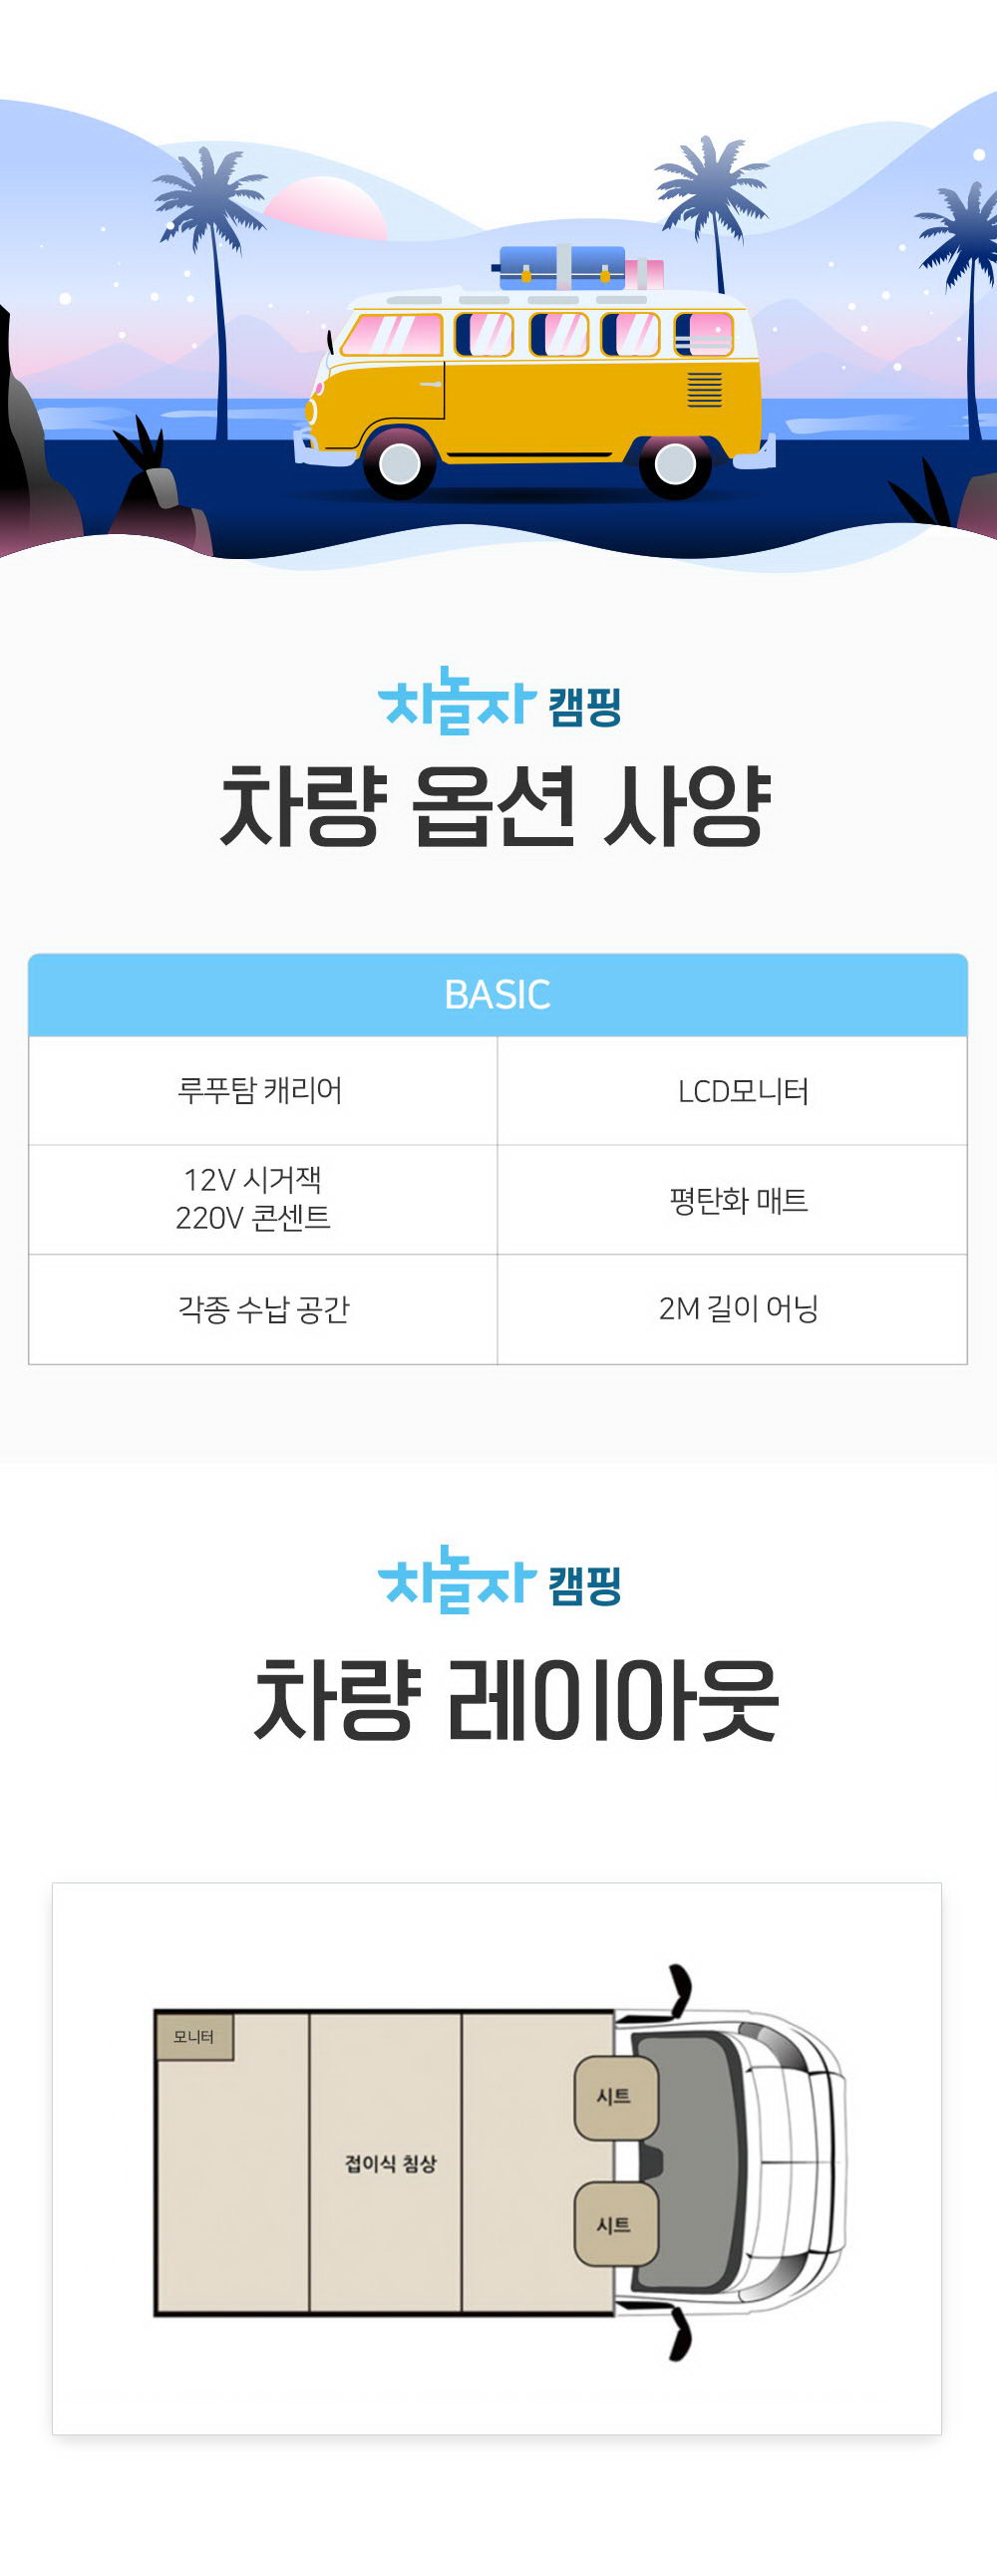 차놀자 캠핑
차량 옵션 사양
BASIC
루푸탐 캐리어
LCD모니터
12V 시거잭
220V 콘센트
평탄화 매트
각종 수납 공간
2M 길이 어닝
차놀자 캠핑
차량 레이아웃
모니터
시트
접이식 침상
시트